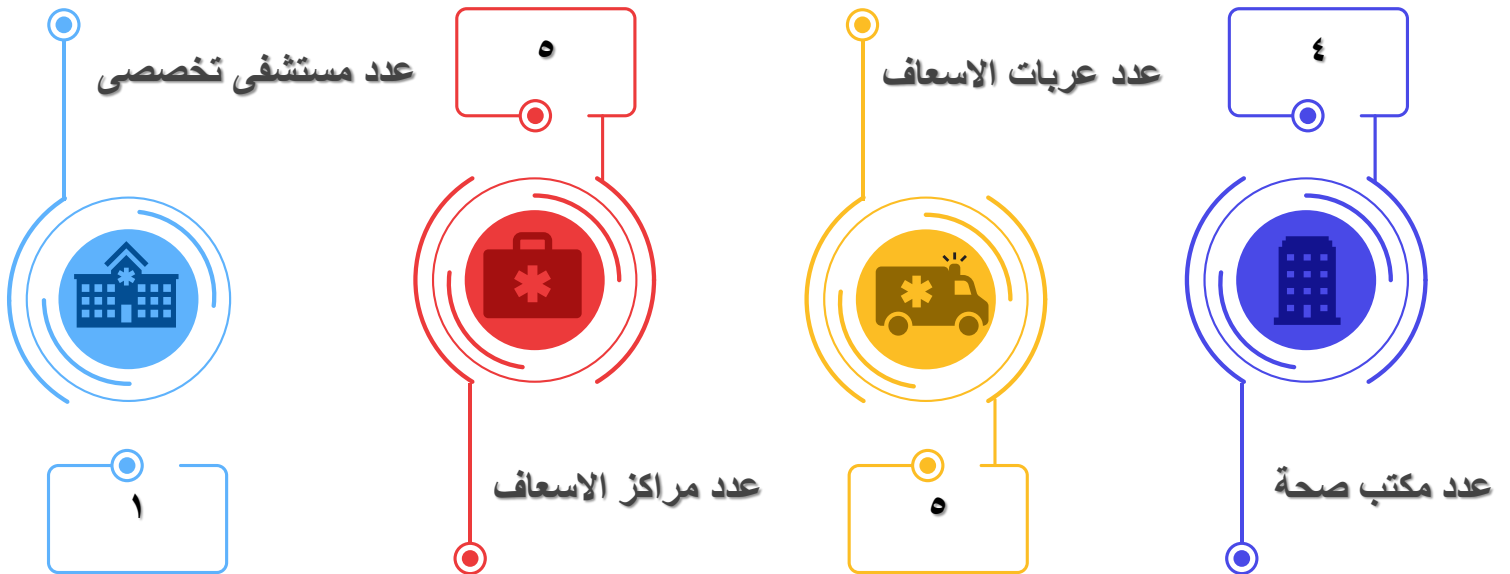 عدد مكتب صحة
٤
عدد عربات الاسعاف
٥
عدد مراكز الاسعاف
٥
عدد مستشفى تخصصى
١